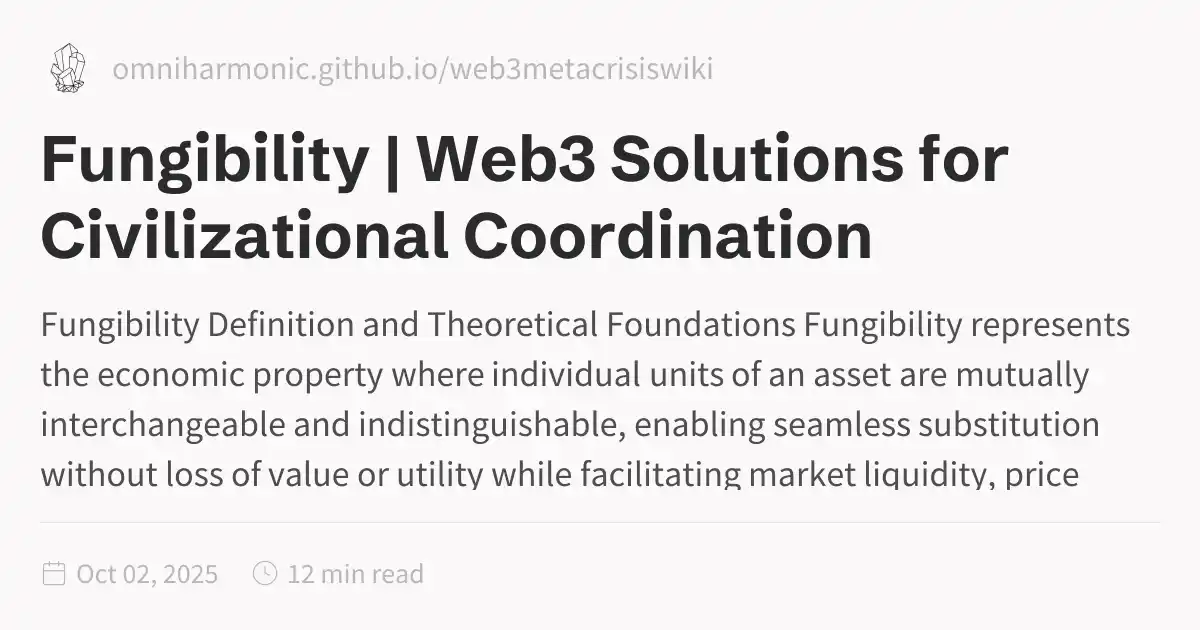 omniharmonic.github.io/web3metacrisiswiki
Fungibility | Web3 Solutions for
Civilizational Coordination
Fungibility Definition and Theoretical Foundations Fungibility represents
the economic property where individual units of an asset are mutually
interchangeable and indistinguishable, enabling seamless substitution
without loss of value or utility while facilitating market liquidity, price
Oct 02, 2025 12 min read